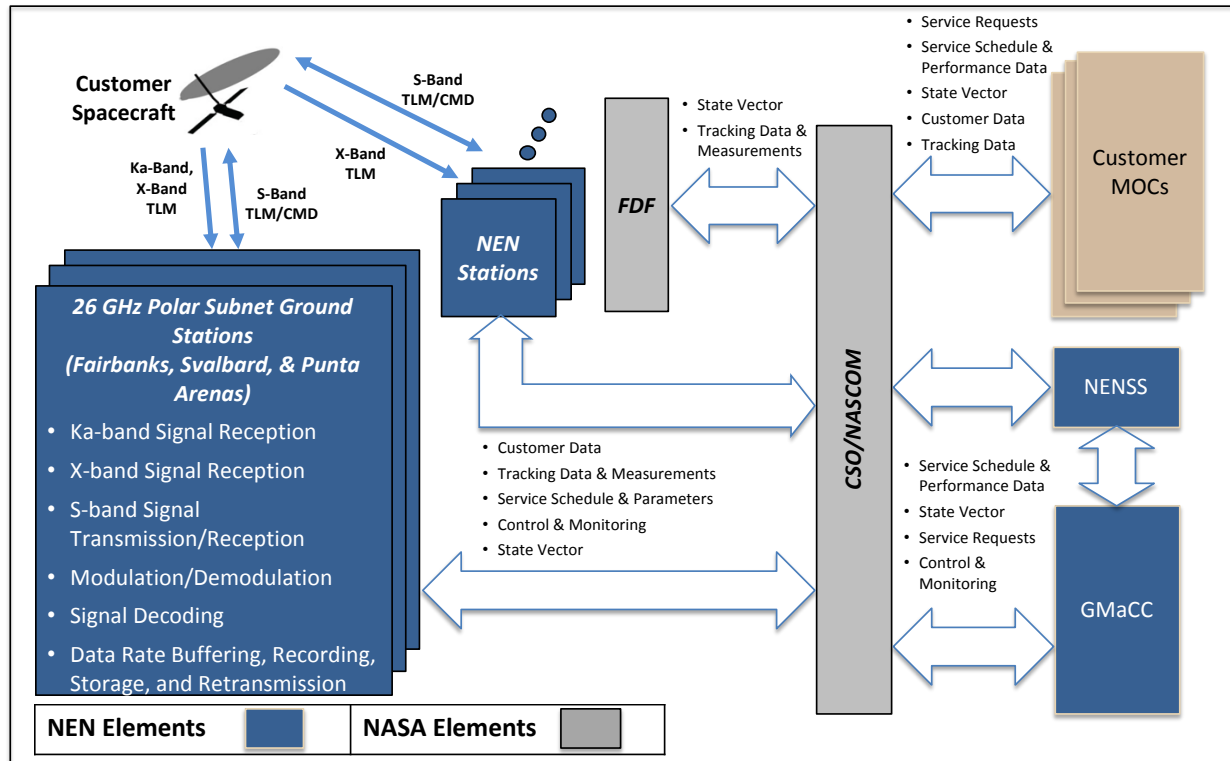 Customer
Spacecraft
S-Band
TLM/CMD
X-Band
TLM
Ka-Band,
X-Band
TLM
S-Band
TLM/CMD
NEN
Stations
FDF
• State Vector
• Tracking Data &
Measurements
CSO/NASCOM
• Service Requests
• Service Schedule &
Performance Data
• State Vector
• Customer Data
• Tracking Data
Customer
MOCs
26 GHz Polar Subnet Ground
Stations
(Fairbanks, Svalbard, & Punta
Arenas)
• Ka-band Signal Reception
• X-band Signal Reception
• S-band Signal
Transmission/Reception
• Modulation/Demodulation
• Signal Decoding
• Data Rate Buffering, Recording,
Storage, and Retransmission
• Customer Data
• Tracking Data & Measurements
• Service Schedule & Parameters
• Control & Monitoring
• State Vector
NENSS
• Service Schedule &
Performance Data
• State Vector
• Service Requests
• Control &
Monitoring
GMaCC
NEN Elements
NASA Elements